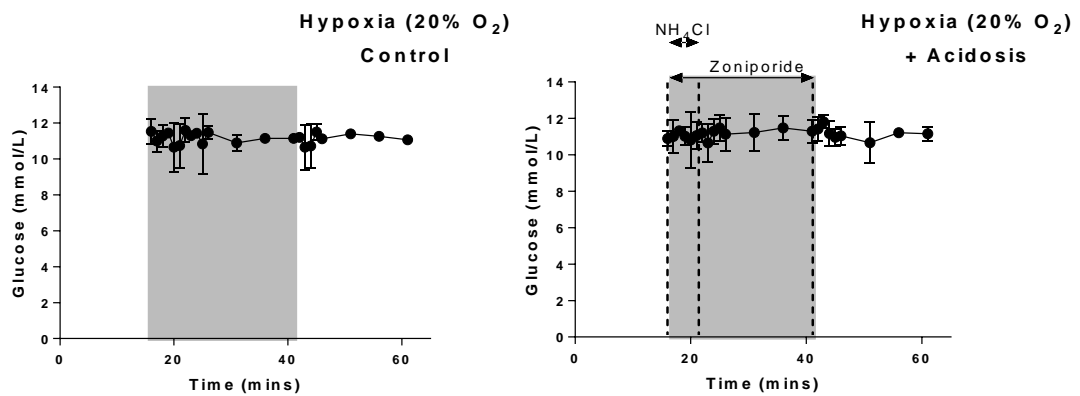 Hypoxia (20% O2)
Control
14
12
10
8
6
4
2
0
Glucose (mmol/L)
0
20
40
60
Time (mins)
Hypoxia (20% O2)
+ Acidosis
NH4Cl
Zoniporide
14
12
10
8
6
4
2
0
Glucose (mmol/L)
0
20
40
60
Time (mins)